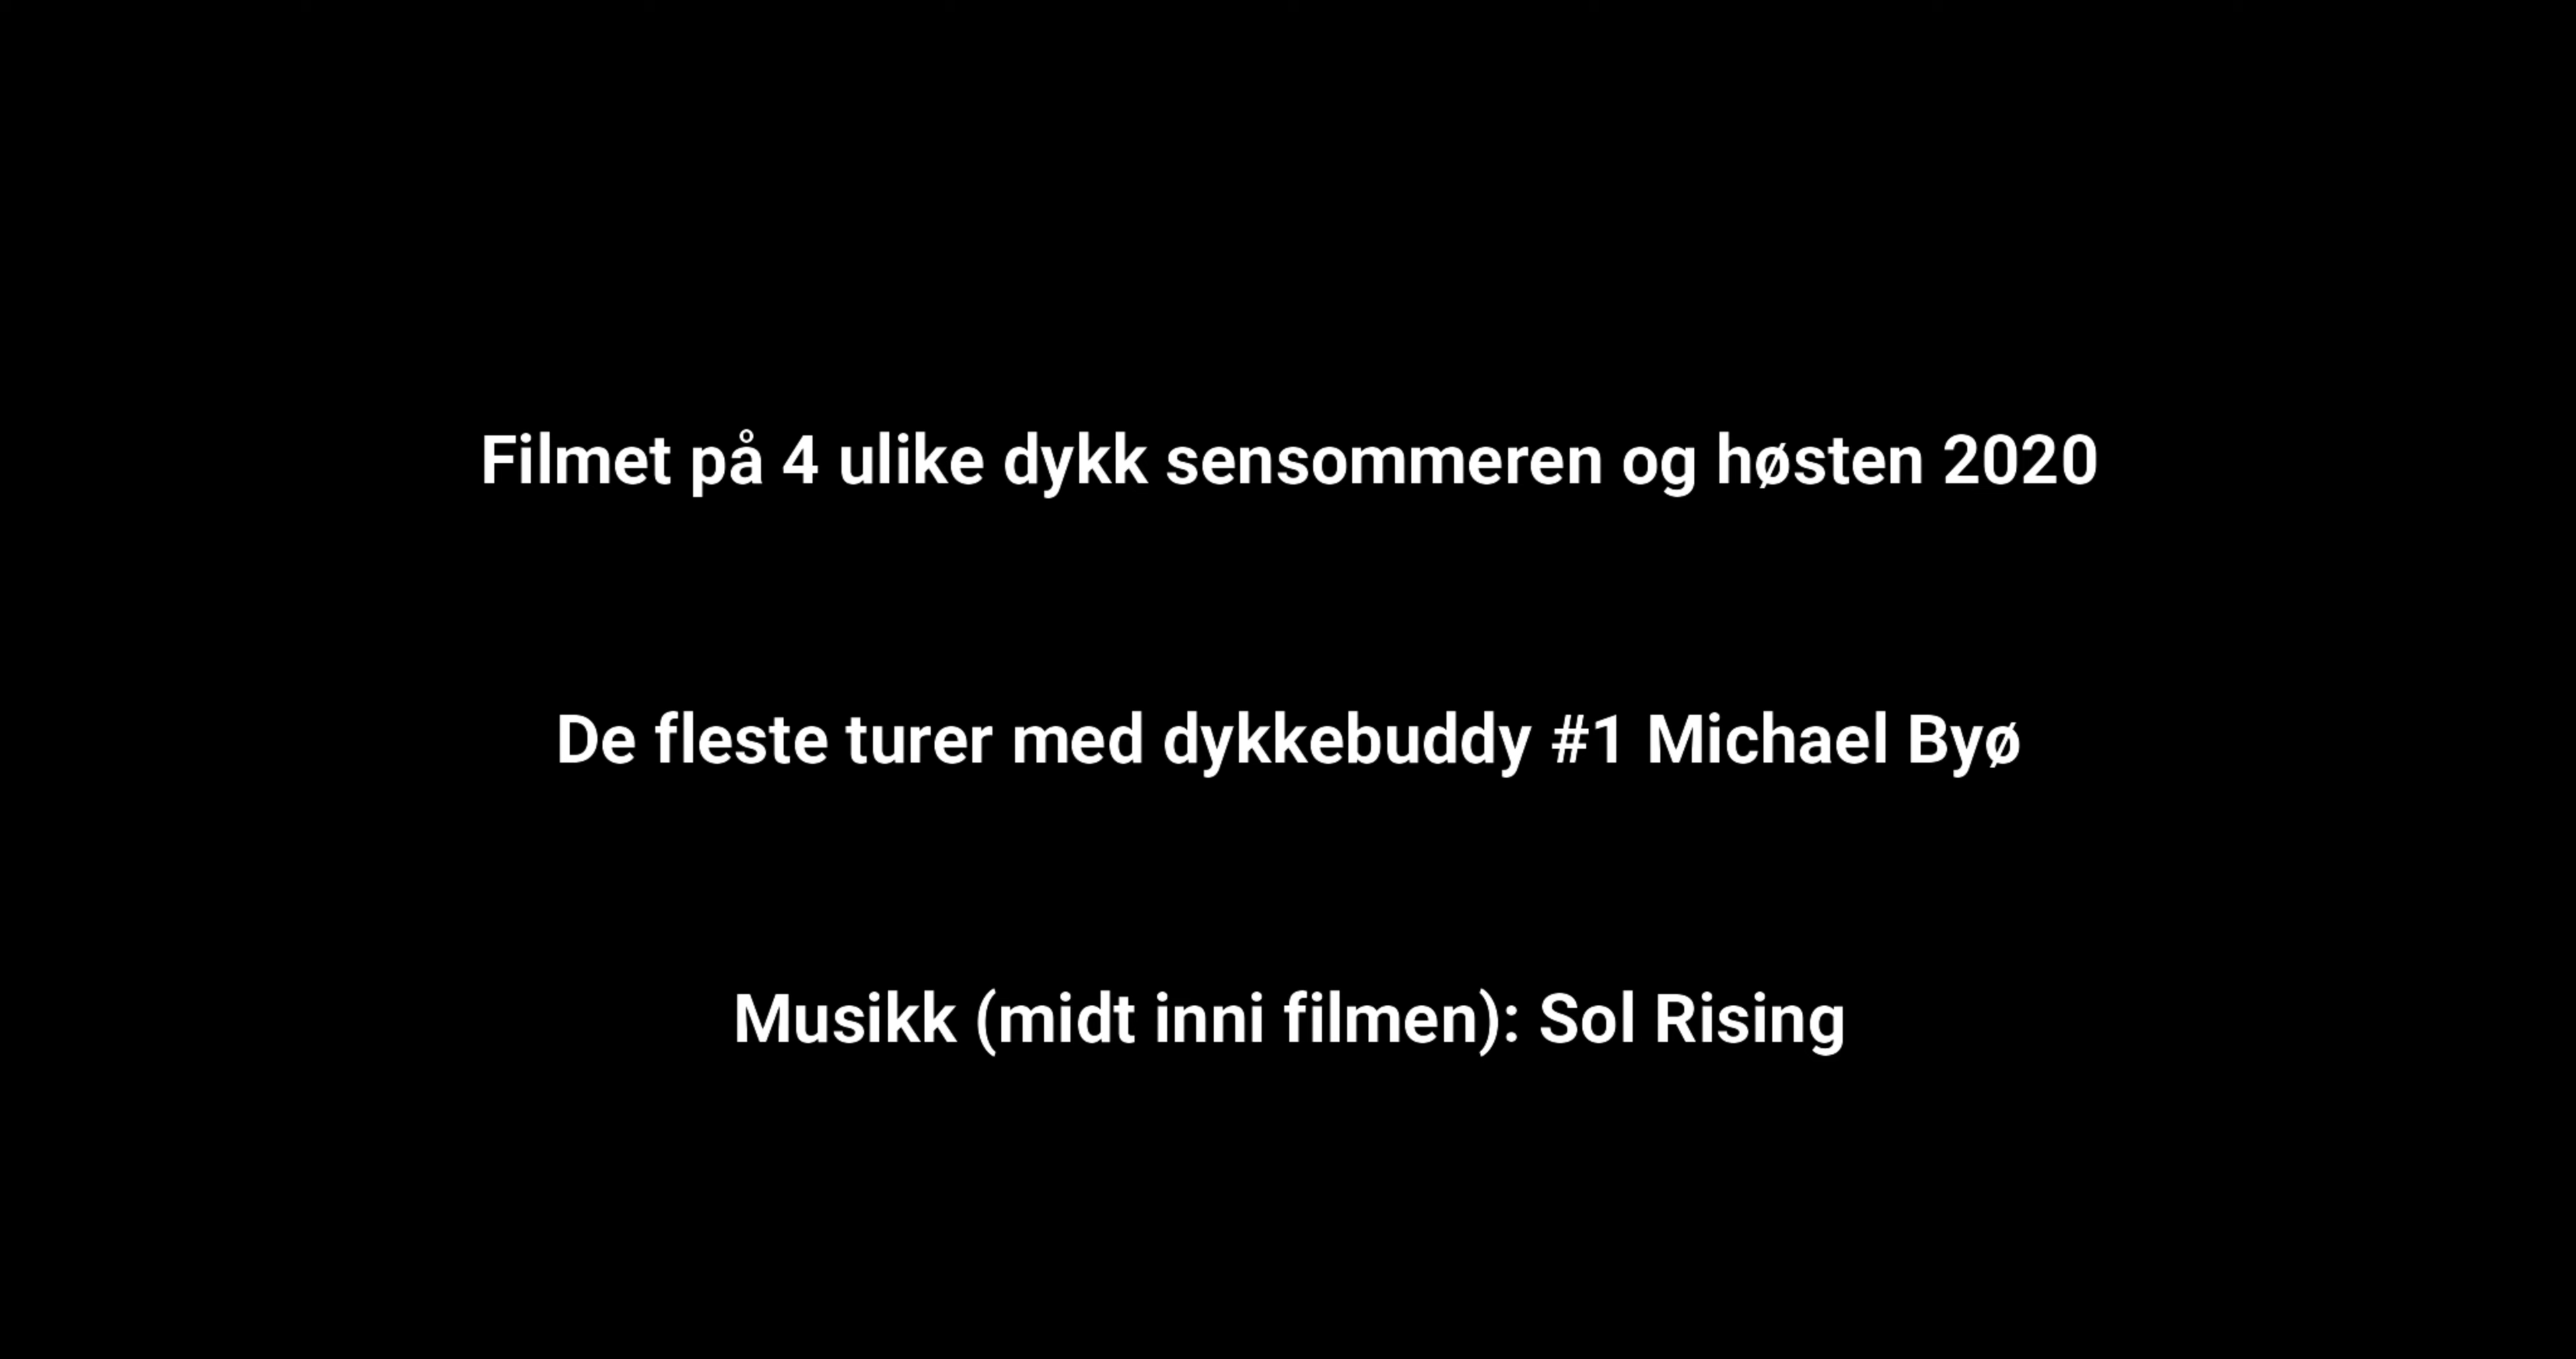 Filmet på 4 ulike dykk sensommeren og høsten 2020
De fleste turer med dykkebuddy #1 Michael Byø
Musikk (midt inni filmen): Sol Rising